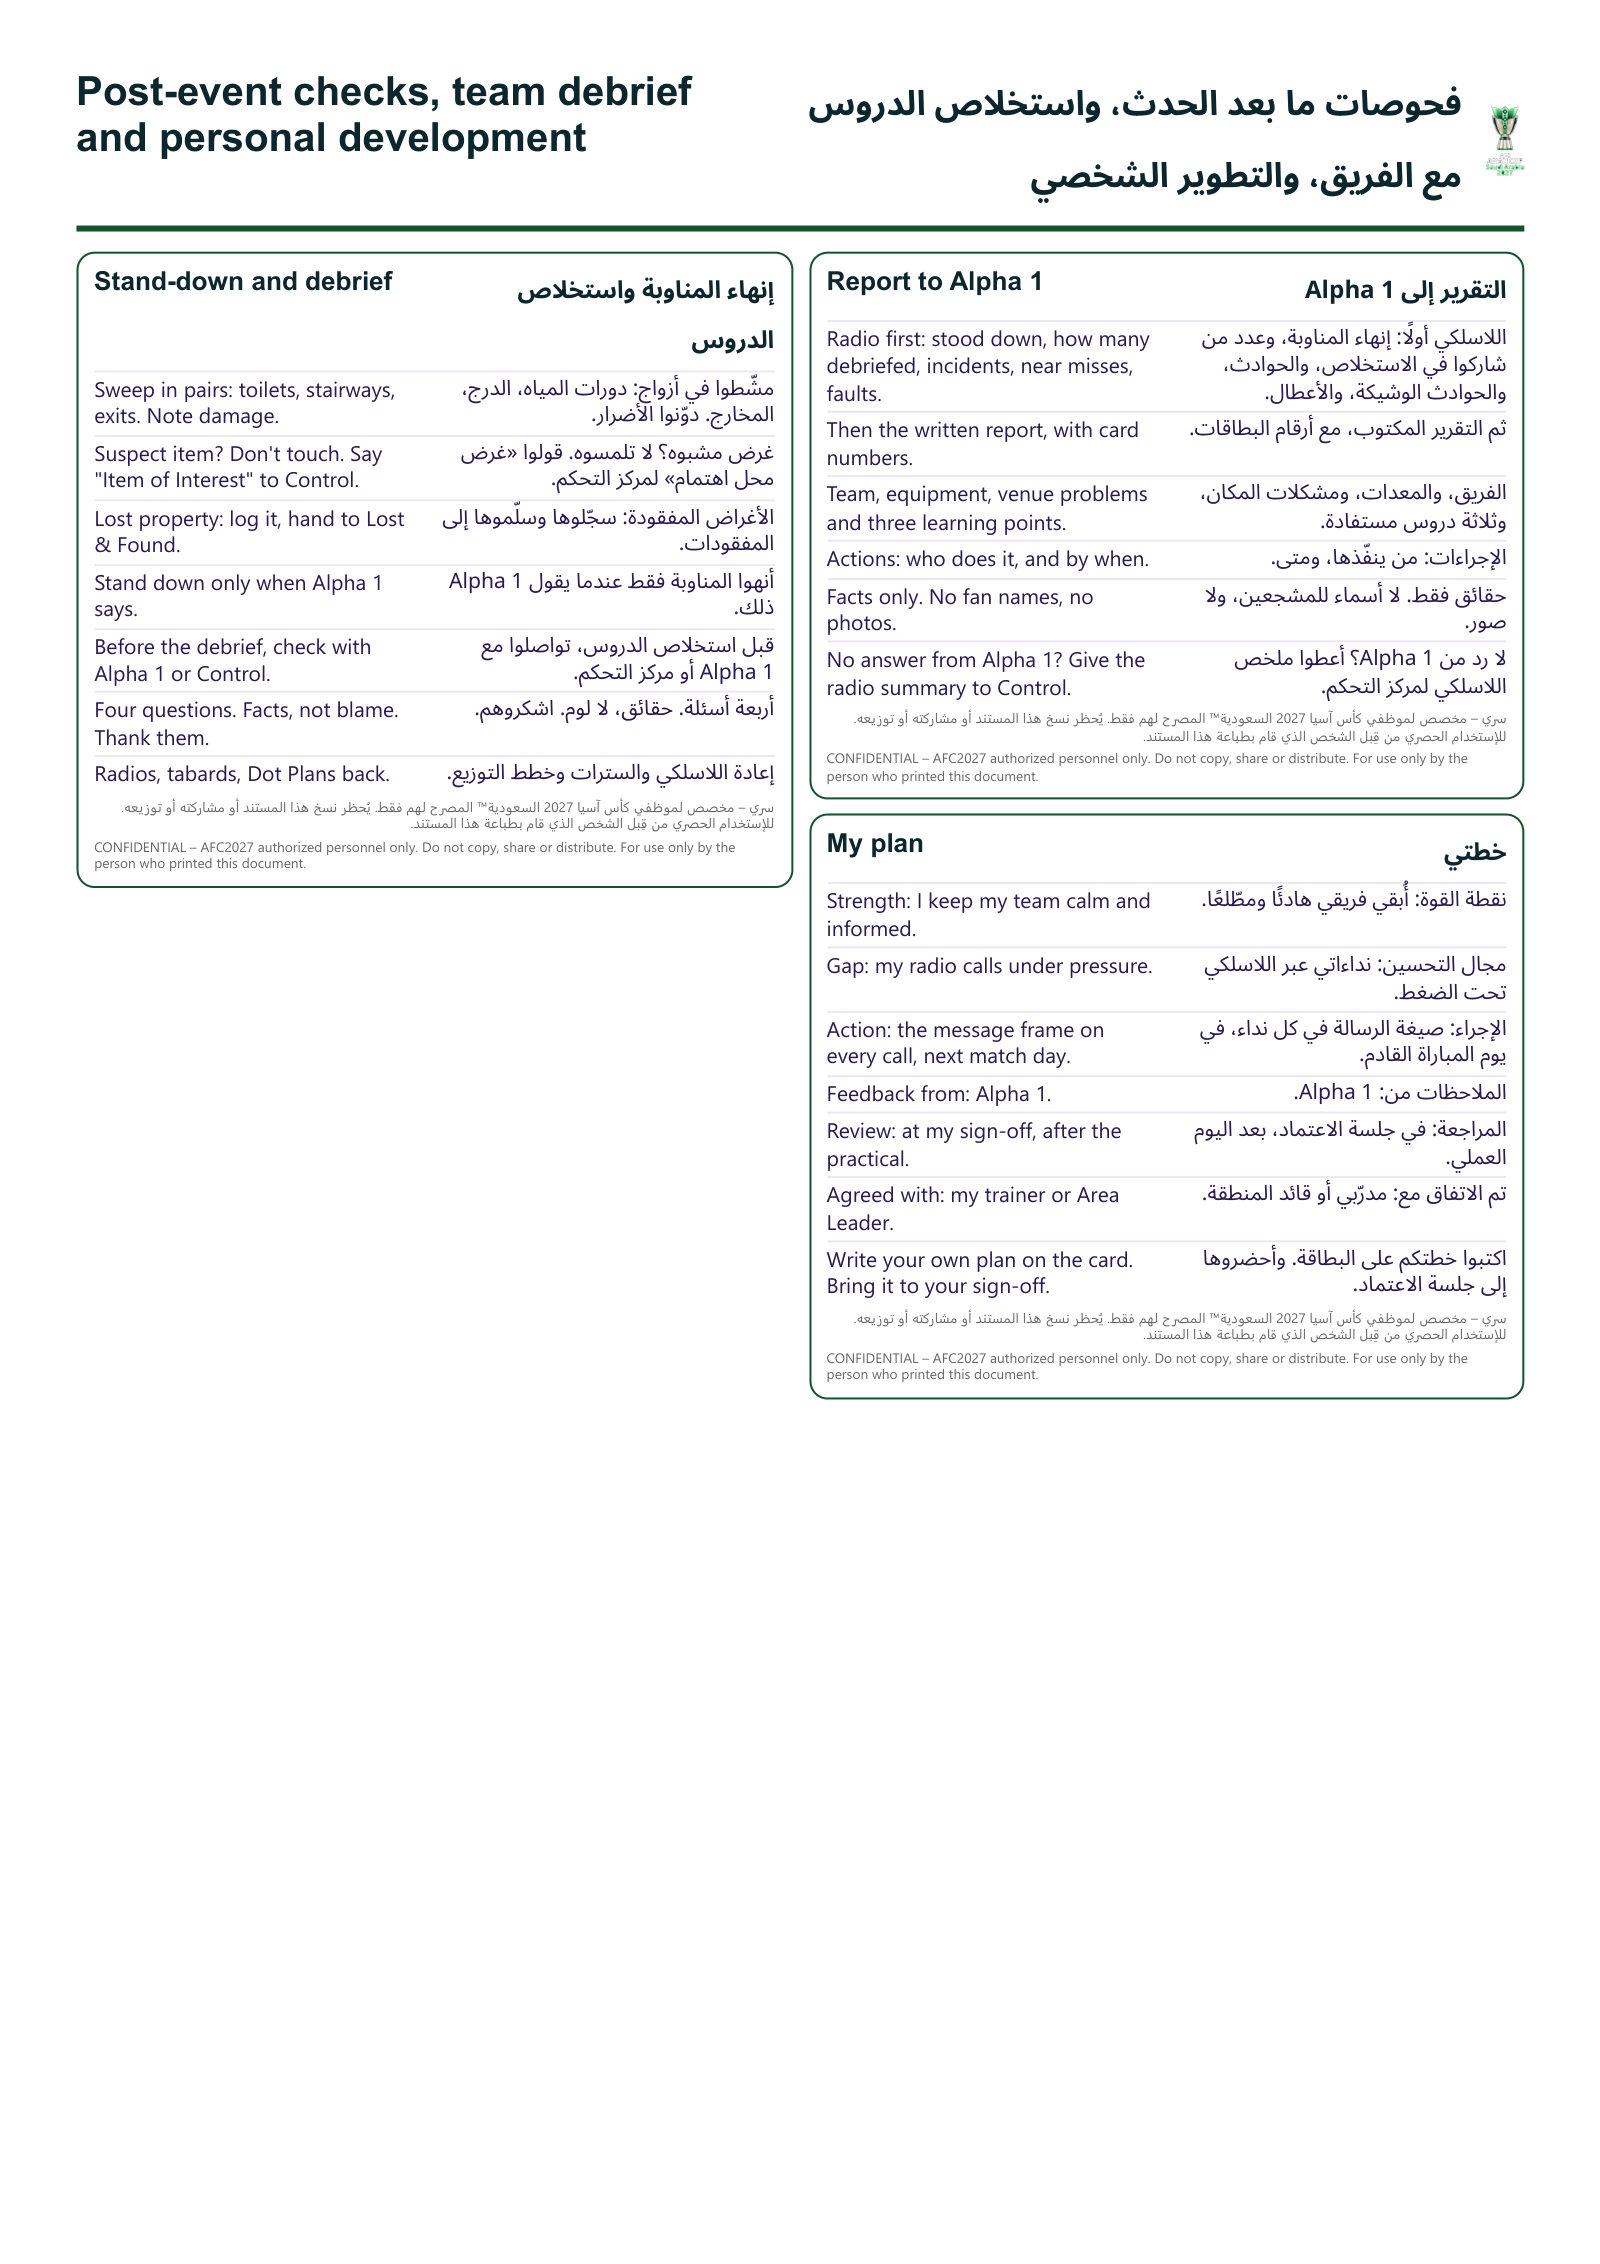 Post-event checks, team debrief
and personal development
فحوصات ما بعد الحدث، واستخلاص الدروس
مع الفريق، والتطوير الشخصي
Saudi Arabia
2027
Stand-down and debrief
إنهاء المناوبة واستخلاص
الدروس
Sweep in pairs: toilets, stairways,
exits. Note damage.
مشّطوا في أزواج: دورات المياه، الدرج،
المخارج. دوّنوا الأضرار.
Suspect item? Don't touch. Say
"Item of Interest" to Control.
غرض مشبوه؟ لا تلمسوه. قولوا «غرض
محل اهتمام» لمركز التحكم.
Lost property: log it, hand to Lost
& Found.
الأغراض المفقودة: سجّلوها وسلّموها إلى
المفقودات.
Stand down only when Alpha 1
says.
أنهوا المناوبة فقط عندما يقول Alpha 1
ذلك.
Before the debrief, check with
Alpha 1 or Control.
قبل استخلاص الدروس، تواصلوا مع
Alpha 1 أو مركز التحكم.
Four questions. Facts, not blame.
Thank them.
أربعة أسئلة. حقائق، لا لوم. اشكروهم.
Radios, tabards, Dot Plans back.
إعادة اللاسلكي والسترات وخطط التوزيع.
سري – مخصص لموظفي كأس آسيا 2027 السعودية™ المصرح لهم فقط. يُحظر نسخ هذا المستند أو مشاركته أو توزيعه.
للإستخدام الحصري من قِبل الشخص الذي قام بطباعة هذا المستند.
CONFIDENTIAL – AFC2027 authorized personnel only. Do not copy, share or distribute. For use only by the
person who printed this document.
Report to Alpha 1
التقرير إلى Alpha 1
Radio first: stood down, how many
debriefed, incidents, near misses,
faults.
اللاسلكي أولًا: إنهاء المناوبة، وعدد من
شاركوا في الاستخلاص، والحوادث،
والحوادث الوشيكة، والأعطال.
Then the written report, with card
numbers.
ثم التقرير المكتوب، مع أرقام البطاقات.
Team, equipment, venue problems
and three learning points.
الفريق، والمعدات، ومشكلات المكان،
وثلاثة دروس مستفادة.
Actions: who does it, and by when.
الإجراءات: من ينفّذها، ومتى.
Facts only. No fan names, no
photos.
حقائق فقط. لا أسماء للمشجعين، ولا
صور.
No answer from Alpha 1? Give the
radio summary to Control.
لا رد من Alpha 1؟ أعطوا ملخص
اللاسلكي لمركز التحكم.
سري – مخصص لموظفي كأس آسيا 2027 السعودية™ المصرح لهم فقط. يُحظر نسخ هذا المستند أو مشاركته أو توزيعه.
للإستخدام الحصري من قِبل الشخص الذي قام بطباعة هذا المستند.
CONFIDENTIAL – AFC2027 authorized personnel only. Do not copy, share or distribute. For use only by the
person who printed this document.
My plan
خطتي
Strength: I keep my team calm and
informed.
نقطة القوة: أُبقي فريقي هادئًا ومطّلعًا.
Gap: my radio calls under pressure.
مجال التحسين: نداءاتي عبر اللاسلكي
تحت الضغط.
Action: the message frame on
every call, next match day.
الإجراء: صيغة الرسالة في كل نداء، في
يوم المباراة القادم.
Feedback from: Alpha 1.
الملاحظات من: Alpha 1.
Review: at my sign-off, after the
practical.
المراجعة: في جلسة الاعتماد، بعد اليوم
العملي.
Agreed with: my trainer or Area
Leader.
تم الاتفاق مع: مدرّبي أو قائد المنطقة.
Write your own plan on the card.
Bring it to your sign-off.
اكتبوا خطتكم على البطاقة. وأحضروها
إلى جلسة الاعتماد.
سري – مخصص لموظفي كأس آسيا 2027 السعودية™ المصرح لهم فقط. يُحظر نسخ هذا المستند أو مشاركته أو توزيعه.
للإستخدام الحصري من قِبل الشخص الذي قام بطباعة هذا المستند.
CONFIDENTIAL – AFC2027 authorized personnel only. Do not copy, share or distribute. For use only by the
person who printed this document.